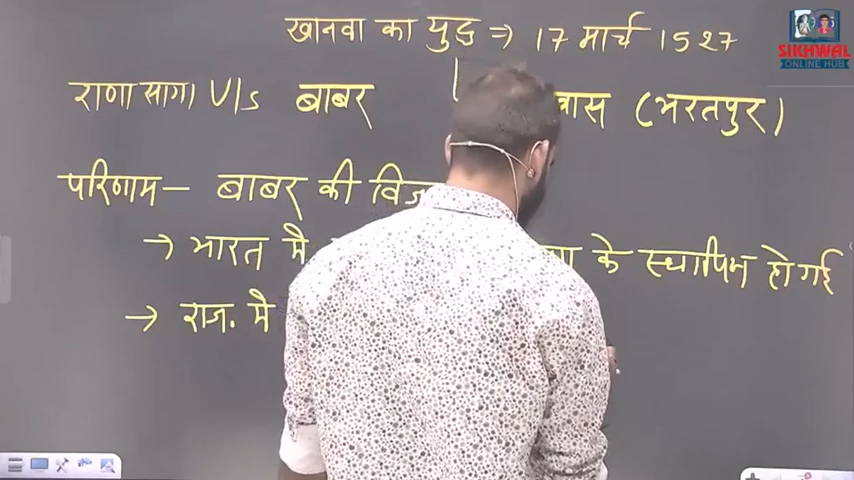 खानवा का युद्ध => 17 मार्च 1527
SIKHWAL
ONLINE HUB
राणा सांगा V/s बाबर
(भरतपुर)
परिणाम — बाबर की
→ भारत मे के स्थापित हो गई
→ राज. मे